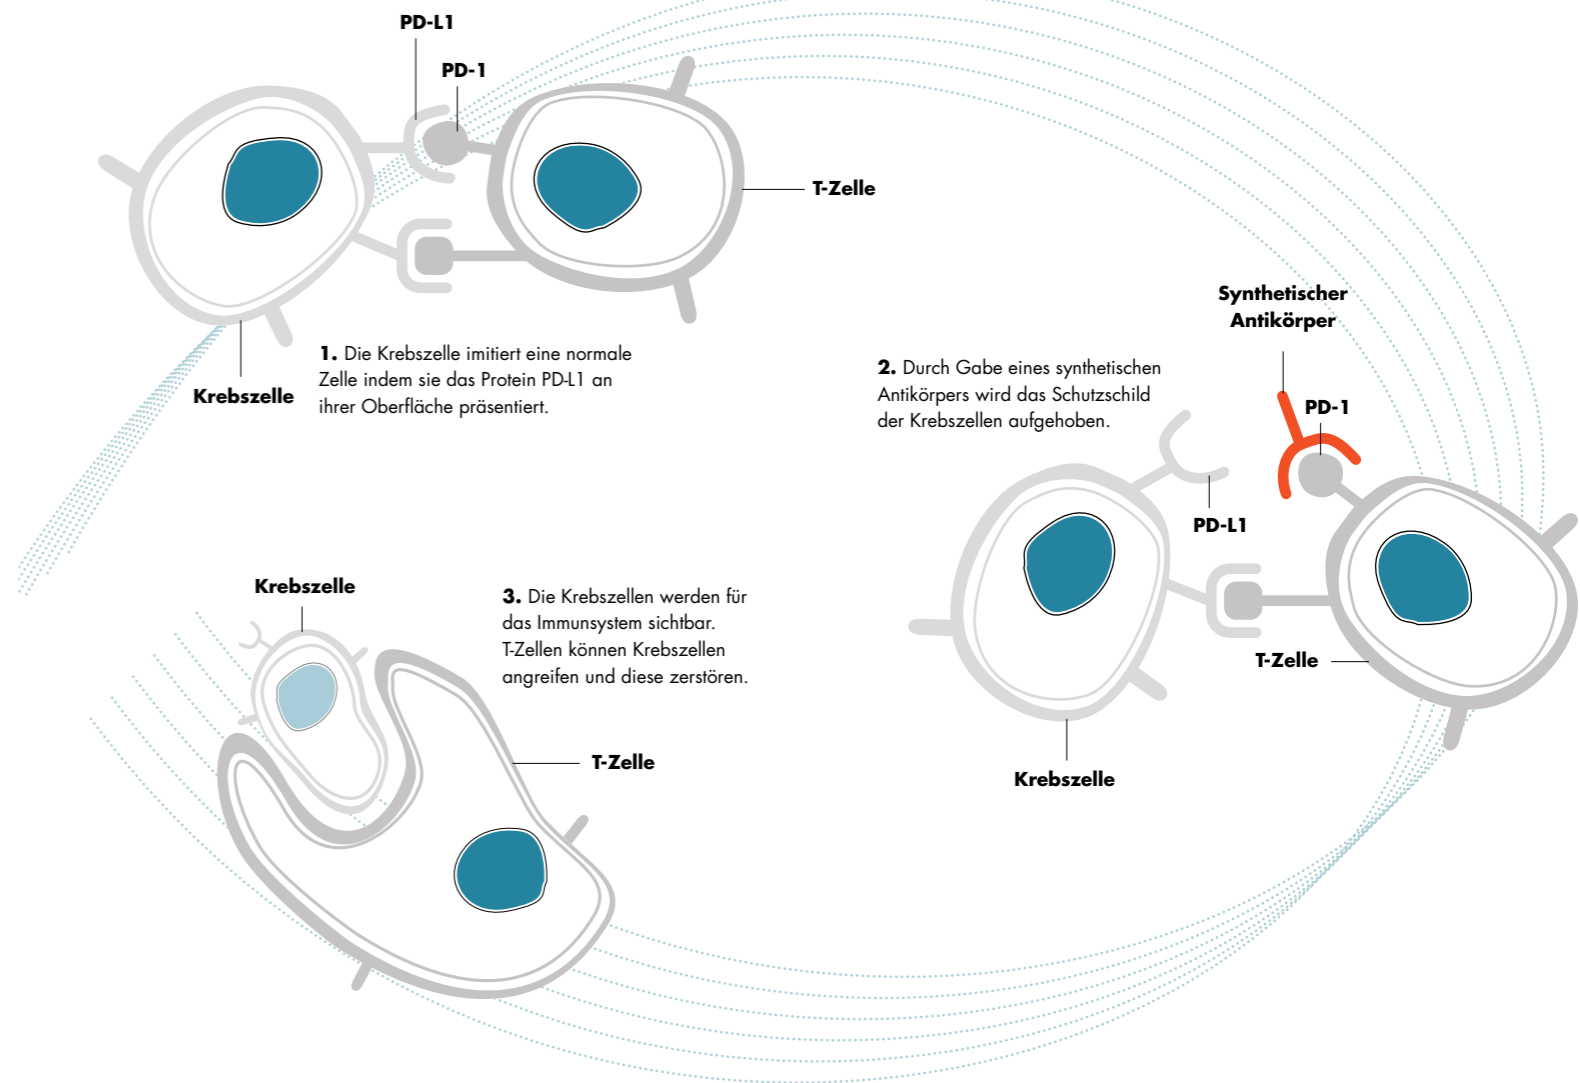 PD-L1
PD-1
T-Zelle
Krebszelle
1. Die Krebszelle imitiert eine normale
Zelle indem sie das Protein PD-L1 an
ihrer Oberfläche präsentiert.
Synthetischer
Antikörper
2. Durch Gabe eines synthetischen
Antikörpers wird das Schutzschild
der Krebszellen aufgehoben.
PD-1
PD-L1
T-Zelle
Krebszelle
Krebszelle
3. Die Krebszellen werden für
das Immunsystem sichtbar.
T-Zellen können Krebszellen
angreifen und diese zerstören.
T-Zelle